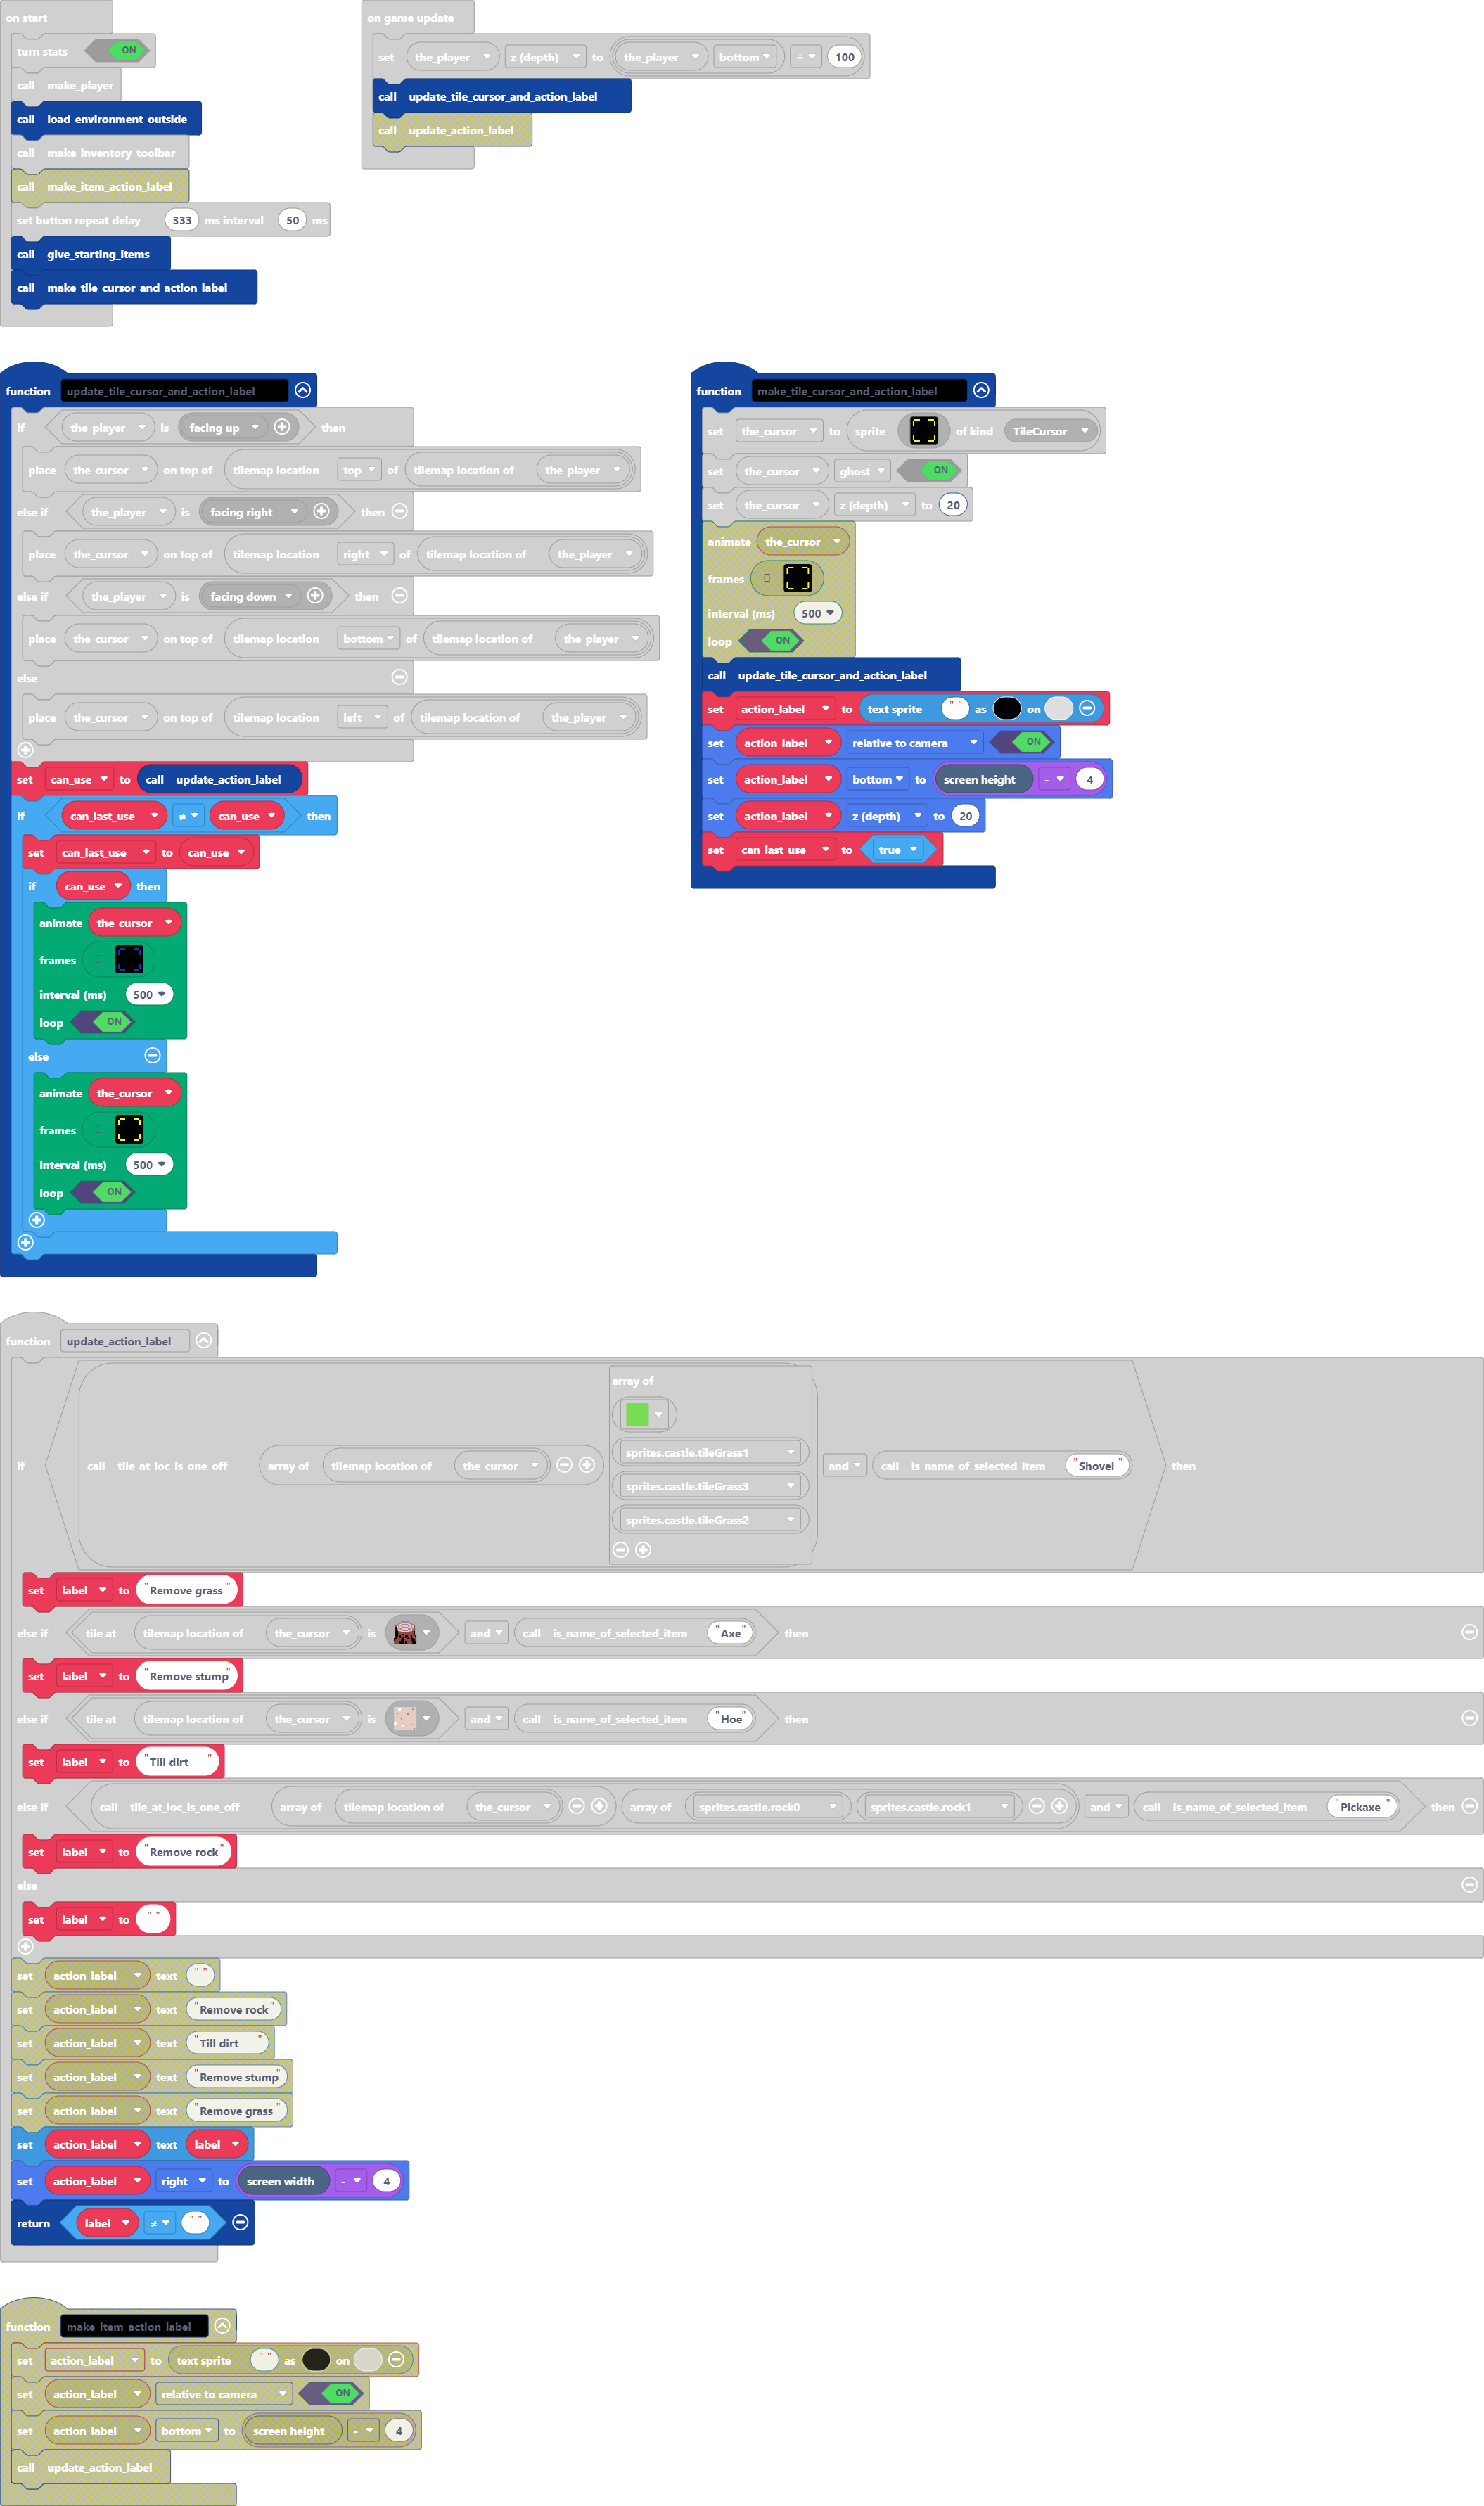 on start
turn stats ON
call make_player
call load_environment_outside
call make_inventory_toolbar
call make_item_action_label
set button repeat delay 333 ms interval 50 ms
call give_starting_items
call make_tile_cursor_and_action_label
on game update
set the_player z (depth) to the_player bottom ÷ 100
call update_tile_cursor_and_action_label
call update_action_label
function update_tile_cursor_and_action_label
if the_player is facing up then
place the_cursor on top of tilemap location top of tilemap location of the_player
else if the_player is facing right then
place the_cursor on top of tilemap location right of tilemap location of the_player
else if the_player is facing down then
place the_cursor on top of tilemap location bottom of tilemap location of the_player
else
place the_cursor on top of tilemap location left of tilemap location of the_player
set can_use to call update_action_label
if can_last_use ≠ can_use then
set can_last_use to can_use
if can_use then
animate the_cursor
frames
interval (ms) 500
loop ON
else
animate the_cursor
frames
interval (ms) 500
loop ON
function make_tile_cursor_and_action_label
set the_cursor to sprite of kind TileCursor
set the_cursor ghost ON
set the_cursor z (depth) to 20
animate the_cursor
frames
interval (ms) 500
loop ON
call update_tile_cursor_and_action_label
set action_label to text sprite " " as on
set action_label relative to camera ON
set action_label bottom to screen height - 4
set action_label z (depth) to 20
set can_last_use to true
function update_action_label
array of
if call tile_at_loc_is_one_off array of tilemap location of the_cursor sprites.castle.tileGrass1 and call is_name_of_selected_item "Shovel" then
sprites.castle.tileGrass3
sprites.castle.tileGrass2
set label to "Remove grass"
else if tile at tilemap location of the_cursor is and call is_name_of_selected_item "Axe" then
set label to "Remove stump"
else if tile at tilemap location of the_cursor is and call is_name_of_selected_item "Hoe" then
set label to "Till dirt"
else if call tile_at_loc_is_one_off array of tilemap location of the_cursor array of sprites.castle.rock0 sprites.castle.rock1 and call is_name_of_selected_item "Pickaxe" then
set label to "Remove rock"
else
set label to " "
set action_label text " "
set action_label text "Remove rock"
set action_label text "Till dirt"
set action_label text "Remove stump"
set action_label text "Remove grass"
set action_label text label
set action_label right to screen width - 4
return label ≠ " "
function make_item_action_label
set action_label to text sprite " " as on
set action_label relative to camera ON
set action_label bottom to screen height - 4
call update_action_label